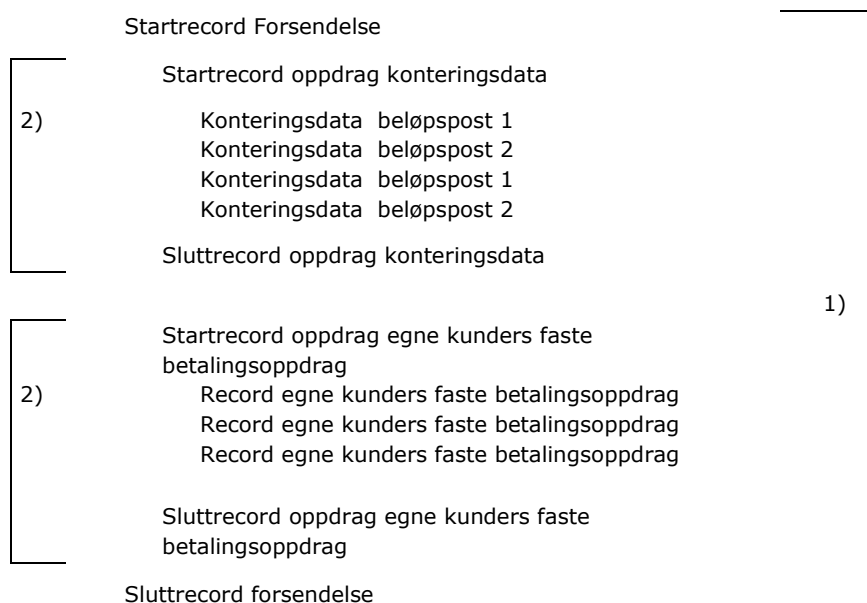 Startrecord Forsendelse
Startrecord oppdrag konteringsdata
2) Konteringsdata beløpspost 1
Konteringsdata beløpspost 2
Konteringsdata beløpspost 1
Konteringsdata beløpspost 2
Sluttrecord oppdrag konteringsdata
1)
Startrecord oppdrag egne kunders faste
betalingsoppdrag
2) Record egne kunders faste betalingsoppdrag
Record egne kunders faste betalingsoppdrag
Record egne kunders faste betalingsoppdrag
Sluttrecord oppdrag egne kunders faste
betalingsoppdrag
Sluttrecord forsendelse